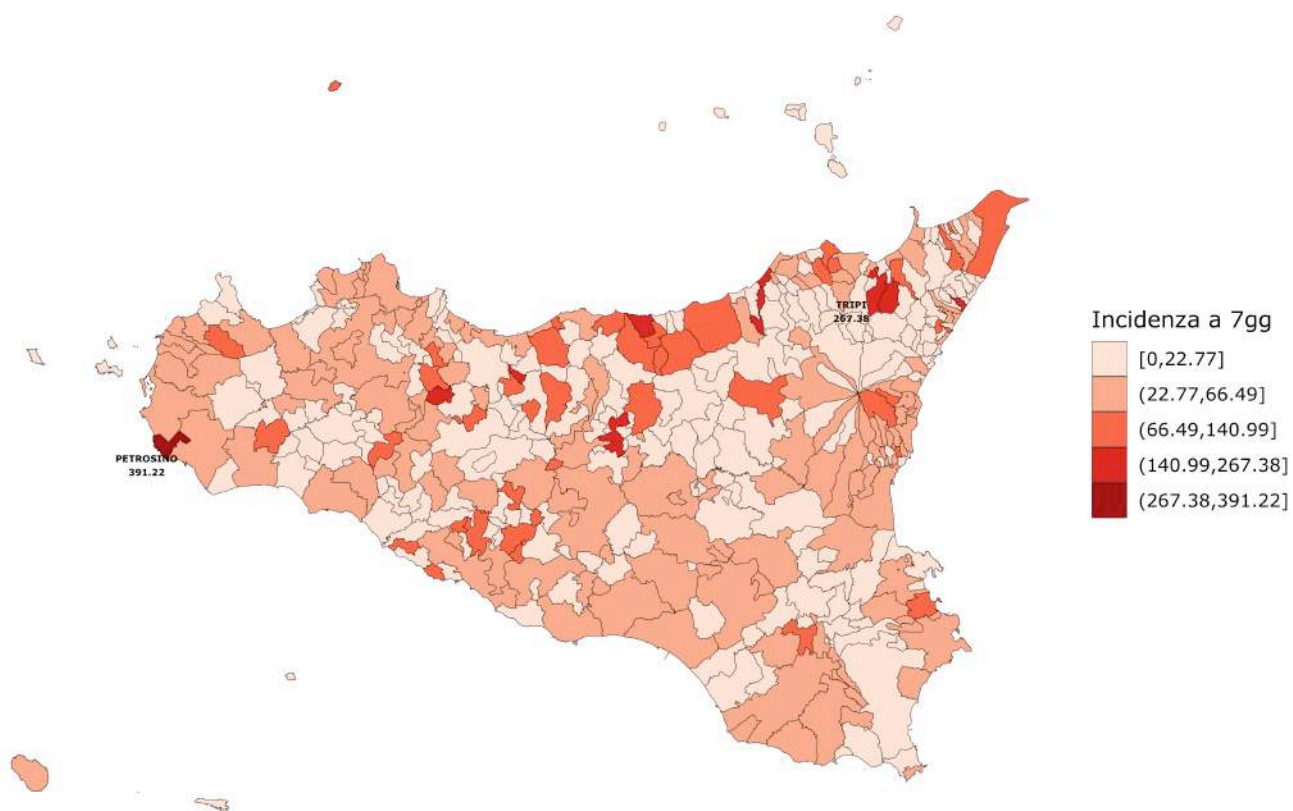 TRIPI
267.38
PETROSINO
391.22
Incidenza a 7gg
[0,22.77]
(22.77,66.49]
(66.49,140.99]
(140.99,267.38]
(267.38,391.22]